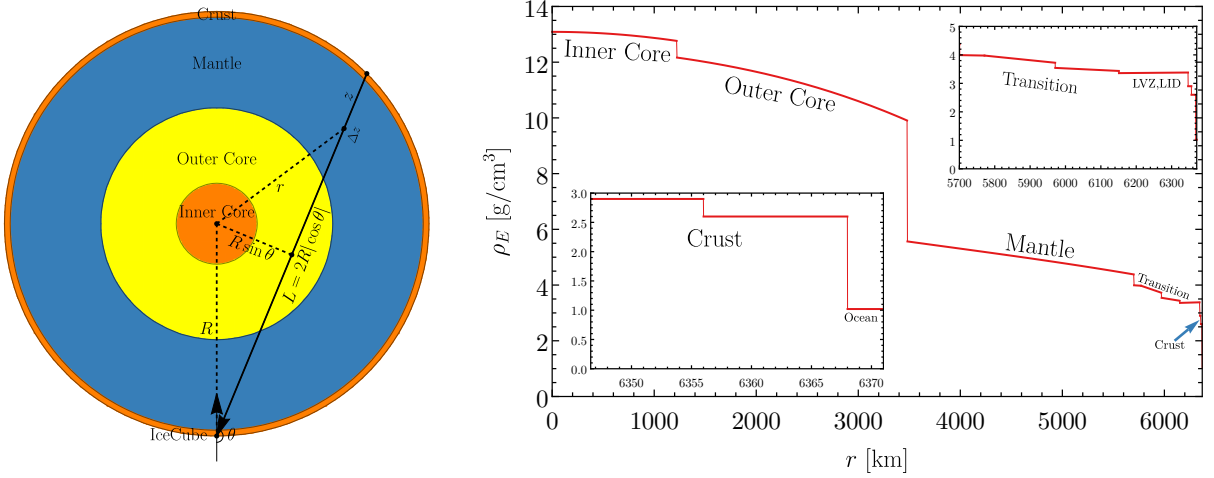 Crust
Mantle
z
Δz
Outer Core
r
Inner Core
R sin θ
L = 2R| cos θ|
R
IceCube
θ
14
12
10
8
6
4
2
0
ρE [g/cm³]
0
1000
2000
3000
4000
5000
6000
r [km]
Inner Core
Outer Core
Mantle
Transition
Crust
5
4
3
2
1
0
5700
5800
5900
6000
6100
6200
6300
Transition
LVZ,LID
3.0
2.5
2.0
1.5
1.0
0.5
0.0
6350
6355
6360
6365
6370
Crust
Ocean